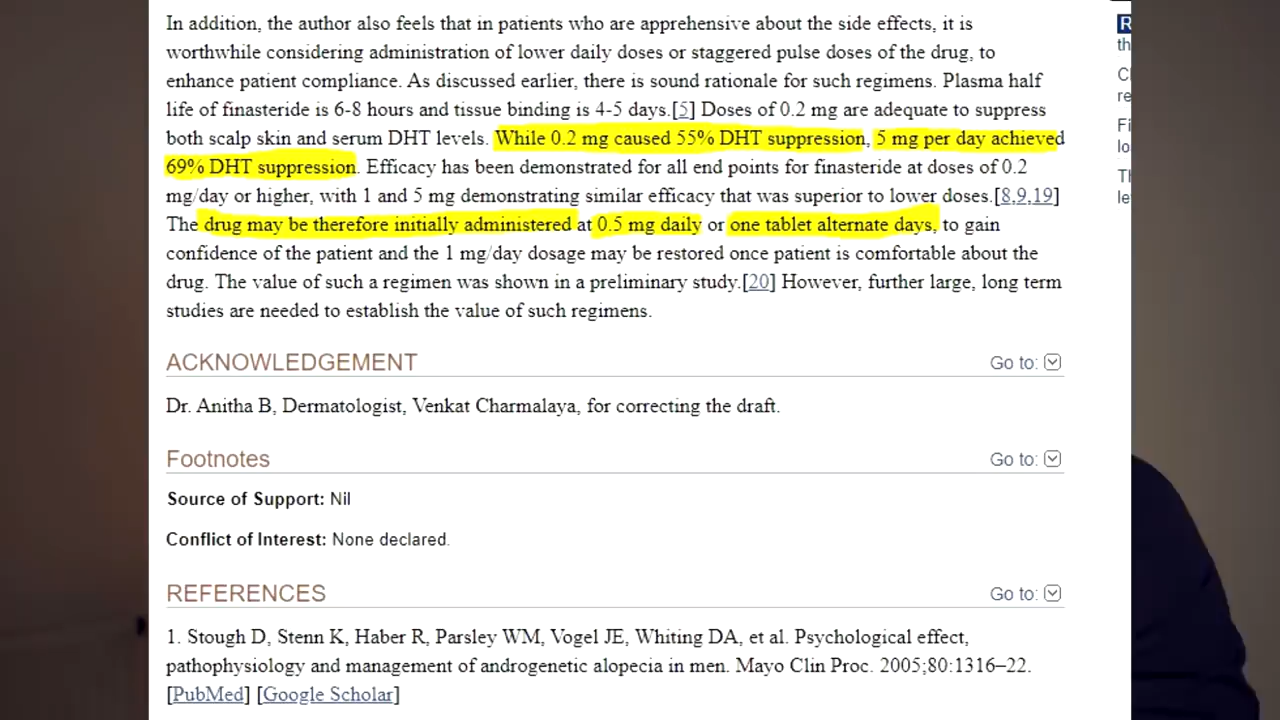 In addition, the author also feels that in patients who are apprehensive about the side effects, it is
worthwhile considering administration of lower daily doses or staggered pulse doses of the drug, to
enhance patient compliance. As discussed earlier, there is sound rationale for such regimens. Plasma half
life of finasteride is 6-8 hours and tissue binding is 4-5 days.[5] Doses of 0.2 mg are adequate to suppress
both scalp skin and serum DHT levels. While 0.2 mg caused 55% DHT suppression, 5 mg per day achieved
69% DHT suppression. Efficacy has been demonstrated for all end points for finasteride at doses of 0.2
mg/day or higher, with 1 and 5 mg demonstrating similar efficacy that was superior to lower doses.[8,9,19]
The drug may be therefore initially administered at 0.5 mg daily or one tablet alternate days, to gain
confidence of the patient and the 1 mg/day dosage may be restored once patient is comfortable about the
drug. The value of such a regimen was shown in a preliminary study.[20] However, further large, long term
studies are needed to establish the value of such regimens.
ACKNOWLEDGEMENT Go to:
Dr. Anitha B, Dermatologist, Venkat Charmalaya, for correcting the draft.
Footnotes Go to:
Source of Support: Nil
Conflict of Interest: None declared.
REFERENCES Go to:
1. Stough D, Stenn K, Haber R, Parsley WM, Vogel JE, Whiting DA, et al. Psychological effect,
pathophysiology and management of androgenetic alopecia in men. Mayo Clin Proc. 2005;80:1316–22.
[PubMed] [Google Scholar]